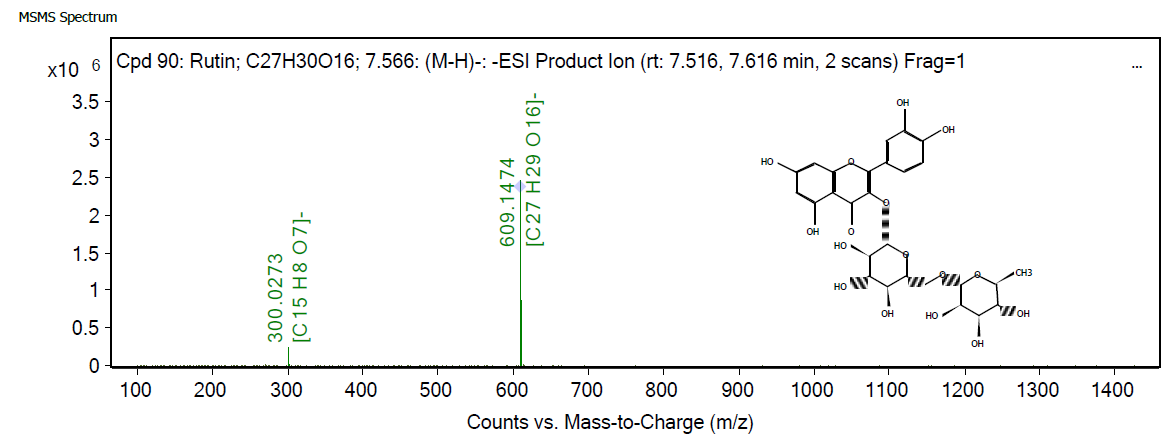 MSMS Spectrum
x10 6
Cpd 90: Rutin; C27H30O16; 7.566: (M-H)-: -ESI Product Ion (rt: 7.516, 7.616 min, 2 scans) Frag=1 ...
3.5
3
2.5
2
1.5
1
0.5
0
300.0273
[C15 H8 O7]-
609.1474
[C27 H29 O16]-
OH
OH
HO
O
OH
O
O
HO
O
HO
OH
O
O
CH3
HO
OH
OH
100 200 300 400 500 600 700 800 900 1000 1100 1200 1300 1400
Counts vs. Mass-to-Charge (m/z)